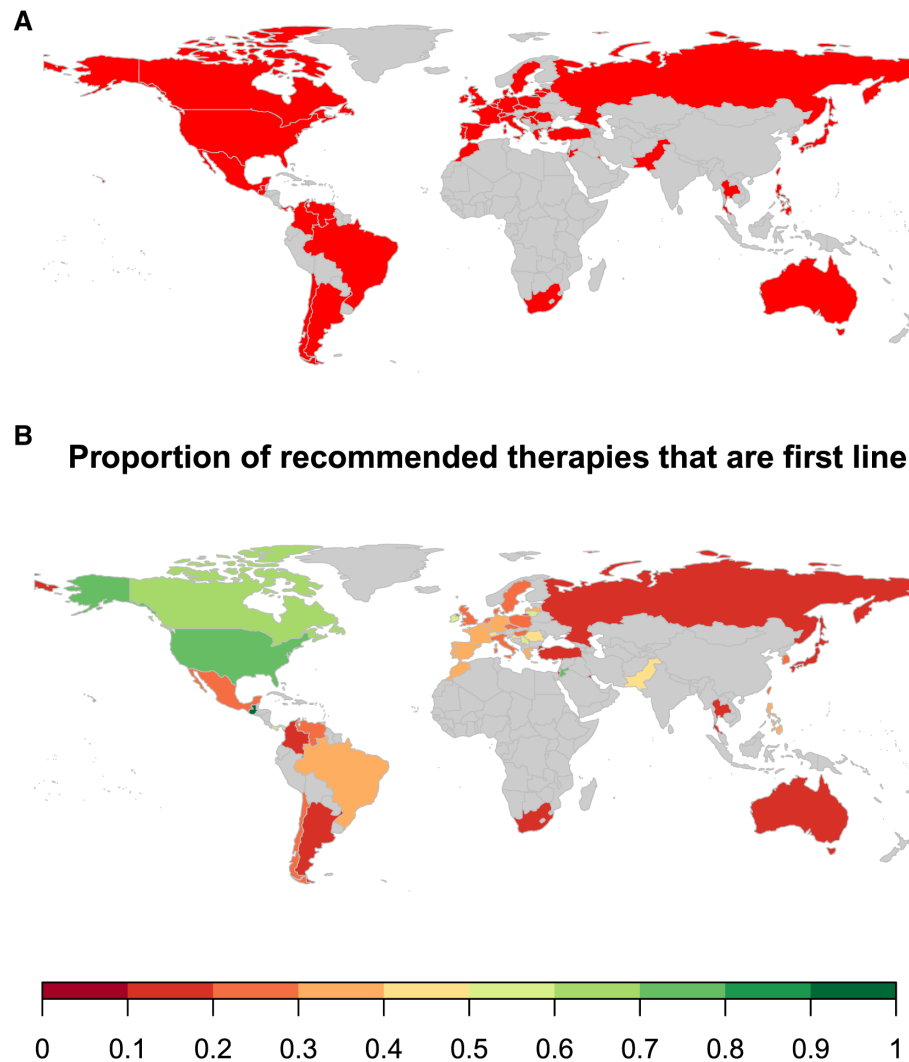 A
B
Proportion of recommended therapies that are first line
0 0.1 0.2 0.3 0.4 0.5 0.6 0.7 0.8 0.9 1